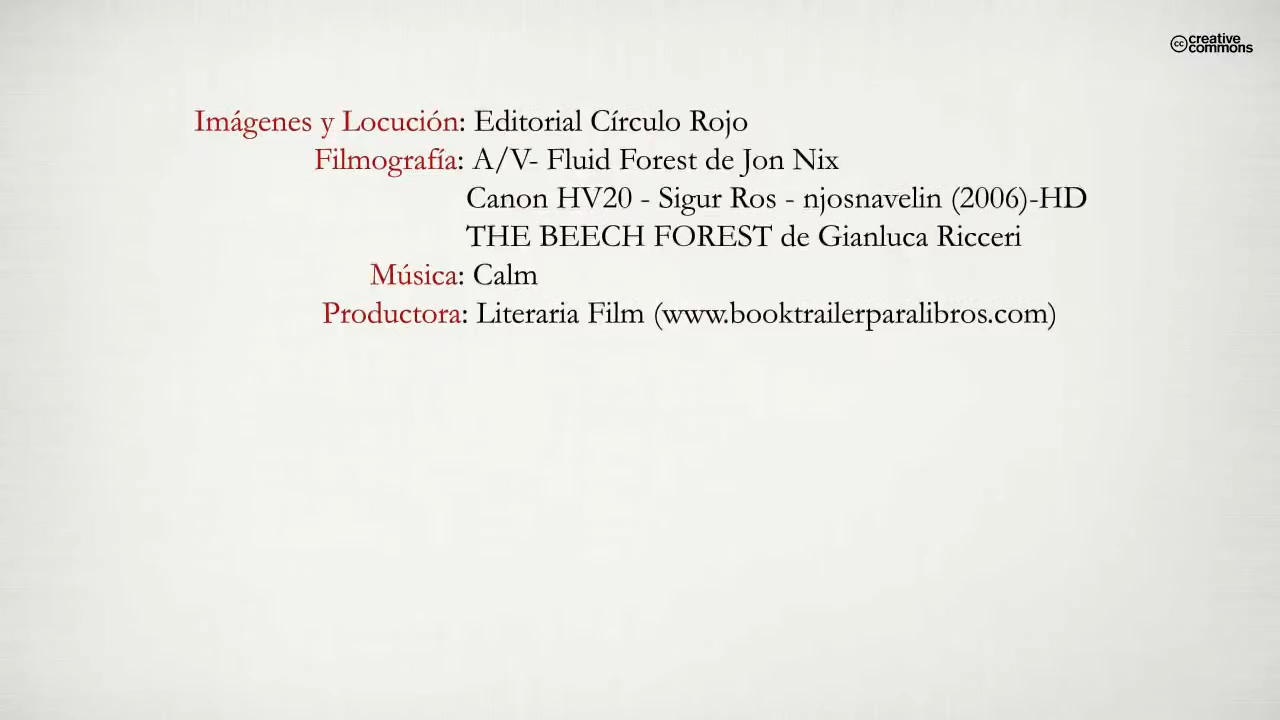 creative
commons
Imágenes y Locución: Editorial Círculo Rojo
Filmografía: A/V- Fluid Forest de Jon Nix
Canon HV20 - Sigur Ros - njosnavelin (2006)-HD
THE BEECH FOREST de Gianluca Ricceri
Música: Calm
Productora: Literaria Film (www.booktrailerparalibros.com)